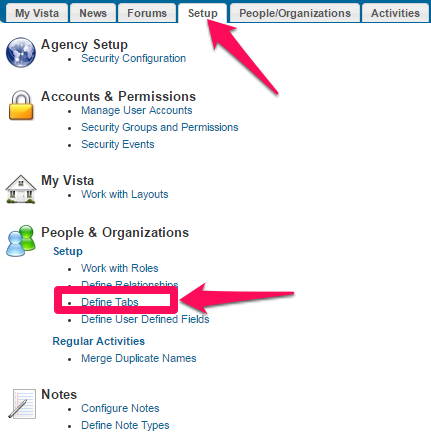 My Vista News Forums Setup People/Organizations Activities
Agency Setup
Security Configuration
Accounts & Permissions
Manage User Accounts
Security Groups and Permissions
Security Events
My Vista
Work with Layouts
People & Organizations
Setup
Work with Roles
Define Relationships
Define Tabs
Define User Defined Fields
Regular Activities
Merge Duplicate Names
Notes
Configure Notes
Define Note Types